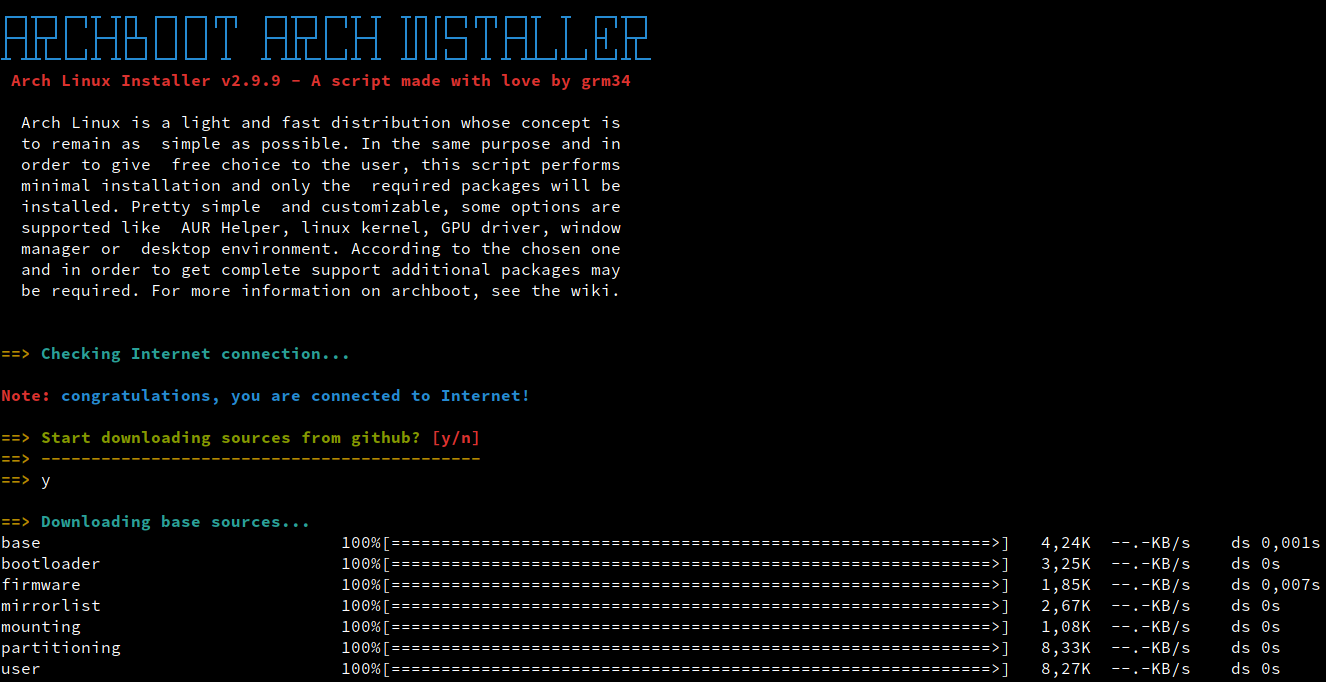 ARCHBOOT ARCH INSTALLER
Arch Linux Installer v2.9.9 - A script made with love by grm34
Arch Linux is a light and fast distribution whose concept is
to remain as  simple as possible. In the same purpose and in
order to give  free choice to the user, this script performs
minimal installation and only the  required packages will be
installed. Pretty simple  and customizable, some options are
supported like  AUR Helper, linux kernel, GPU driver, window
manager or  desktop environment. According to the chosen one
and in order to get complete support additional packages may
be required. For more information on archboot, see the wiki.
==> Checking Internet connection...
Note: congratulations, you are connected to Internet!
==> Start downloading sources from github? [y/n]
==> --------------------------------------------
==> y
==> Downloading base sources...
base 100%[============================================================>] 4,24K --.-KB/s ds 0,001s
bootloader 100%[============================================================>] 3,25K --.-KB/s ds 0s
firmware 100%[============================================================>] 1,85K --.-KB/s ds 0,007s
mirrorlist 100%[============================================================>] 2,67K --.-KB/s ds 0s
mounting 100%[============================================================>] 1,08K --.-KB/s ds 0s
partitioning 100%[============================================================>] 8,33K --.-KB/s ds 0s
user 100%[============================================================>] 8,27K --.-KB/s ds 0s